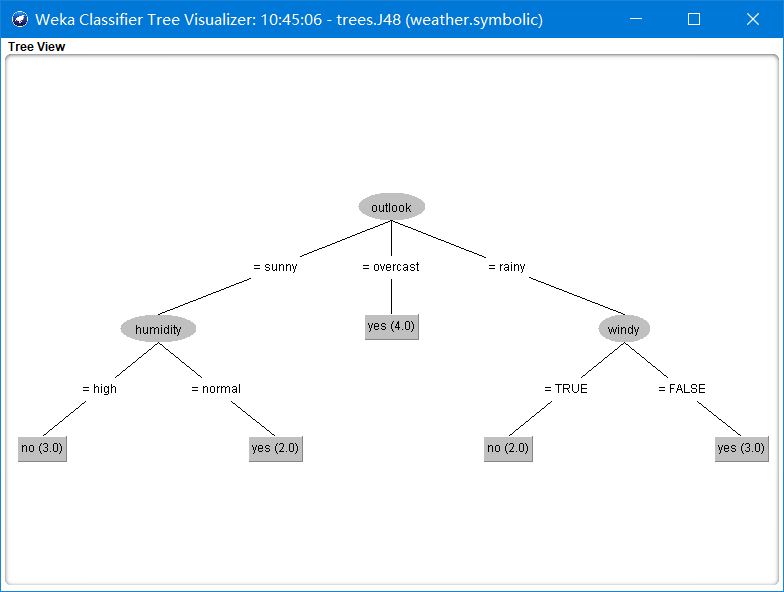 Weka Classifier Tree Visualizer: 10:45:06 - trees.J48 (weather.symbolic)
Tree View
outlook
= sunny
= overcast
= rainy
humidity
yes (4.0)
windy
= high
= normal
= TRUE
= FALSE
no (3.0)
yes (2.0)
no (2.0)
yes (3.0)